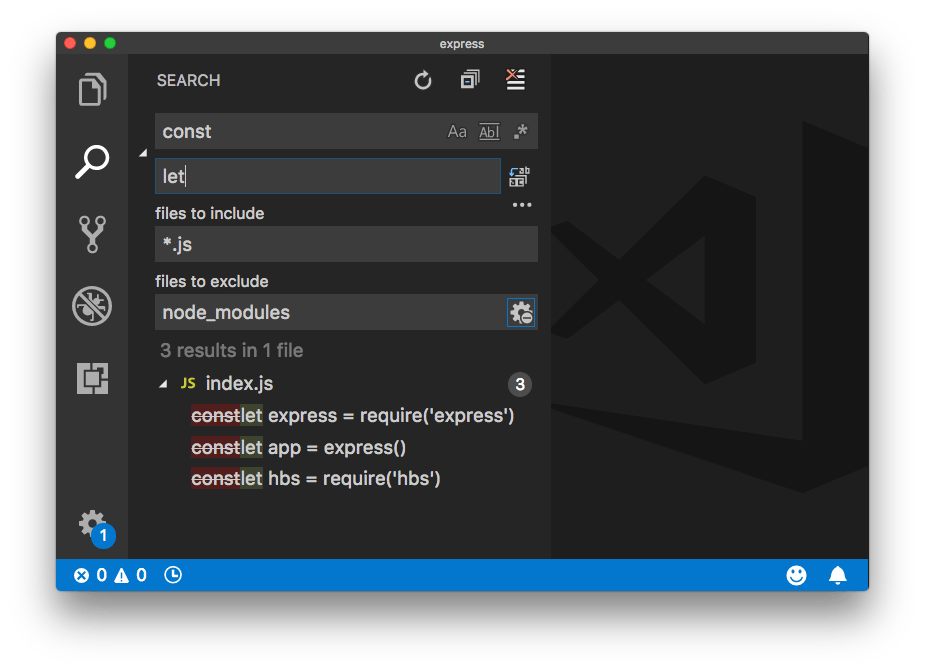 express
SEARCH
const Aa Abl .*
let
files to include
*.js
files to exclude
node_modules
3 results in 1 file
JS index.js 3
constlet express = require('express')
constlet app = express()
constlet hbs = require('hbs')
1
0 0